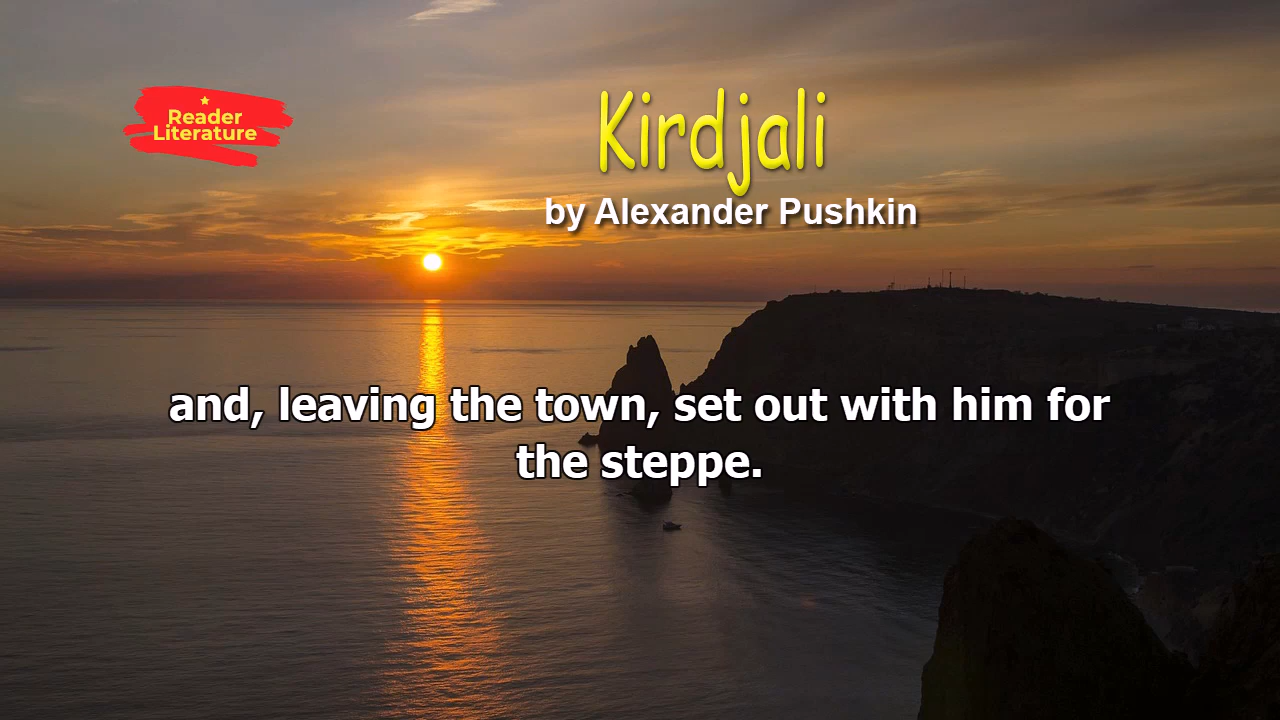 Reader
Literature
Kirdjali
by Alexander Pushkin
and, leaving the town, set out with him for
the steppe.